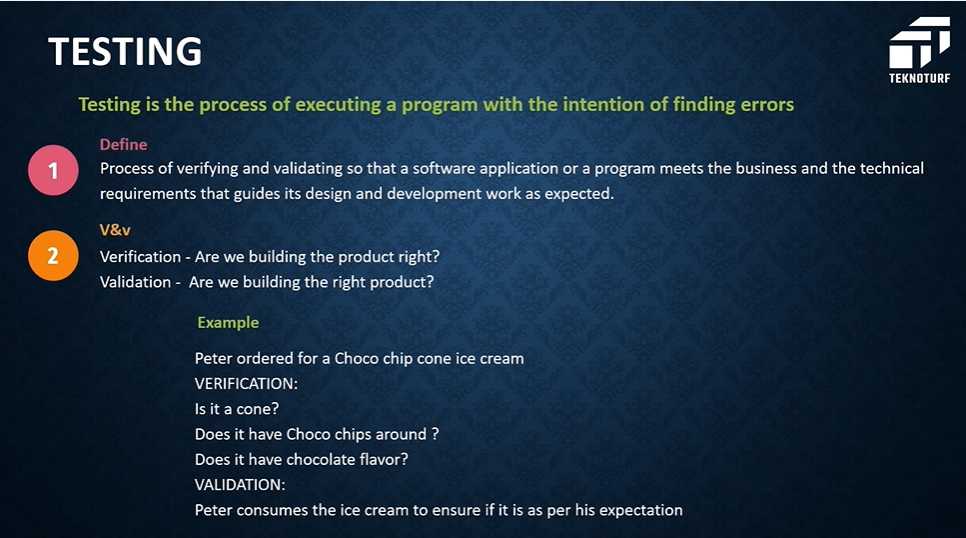 TESTING
TEKNOTURF
Testing is the process of executing a program with the intention of finding errors
1
Define
Process of verifying and validating so that a software application or a program meets the business and the technical
requirements that guides its design and development work as expected.
2
V&v
Verification - Are we building the product right?
Validation - Are we building the right product?
Example
Peter ordered for a Choco chip cone ice cream
VERIFICATION:
Is it a cone?
Does it have Choco chips around ?
Does it have chocolate flavor?
VALIDATION:
Peter consumes the ice cream to ensure if it is as per his expectation